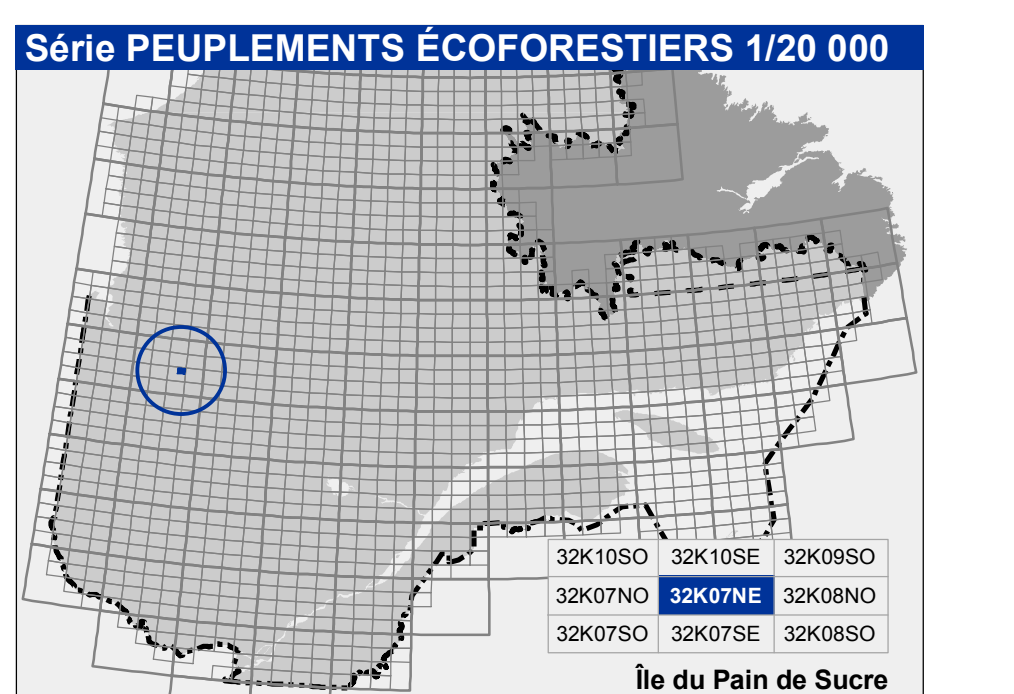 Série PEUPLEMENTS ÉCOFORESTIERS 1/20 000
32K10SO 32K10SE 32K09SO
32K07NO 32K07NE 32K08NO
32K07SO 32K07SE 32K08SO
Île du Pain de Sucre